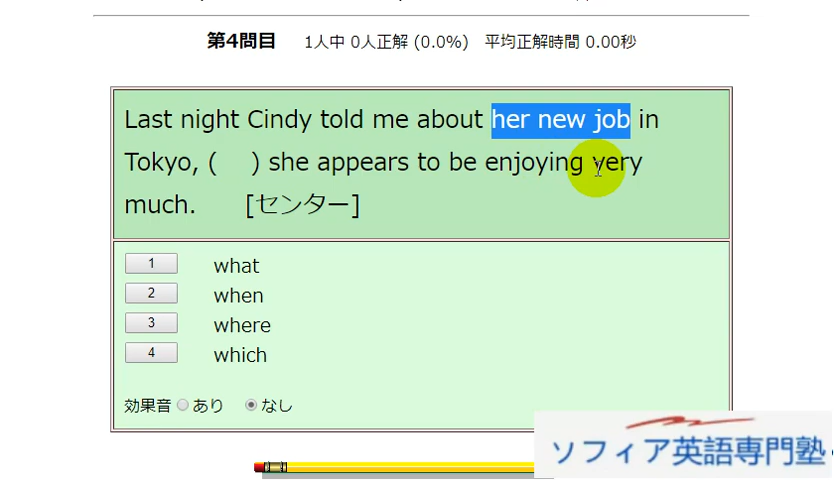 第4問目 1人中 0人正解 (0.0%) 平均正解時間 0.00秒
Last night Cindy told me about her new job in
Tokyo, (    ) she appears to be enjoying very
much. [センター]
1 what
2 when
3 where
4 which
効果音 あり なし
ソフィア英語専門塾